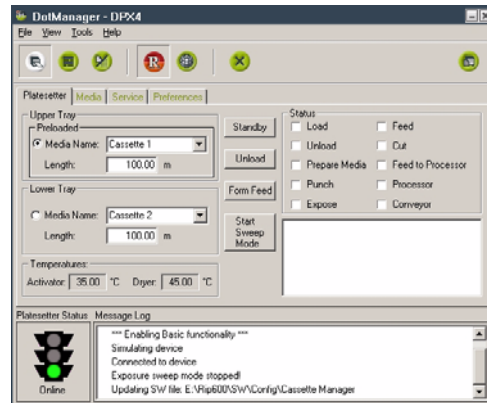 DotManager - DPX4
File View Tools Help
R
Platesetter Media Service Preferences
Upper Tray
Preloaded
Media Name: Cassette 1
Length: 100.00 m
Lower Tray
Media Name: Cassette 2
Length: 100.00 m
Temperatures:
Activator: 35.00 °C Dryer: 45.00 °C
Standby
Unload
Form Feed
Start
Sweep
Mode
Status
Load Feed
Unload Cut
Prepare Media Feed to Processor
Punch Processor
Expose Conveyor
Platesetter Status Message Log
Online
*** Enabling Basic functionality ***
Simulating device
Connected to device
Exposure sweep mode stopped!
Updating SW file: E:\Rip600\SW\Config\Cassette Manager